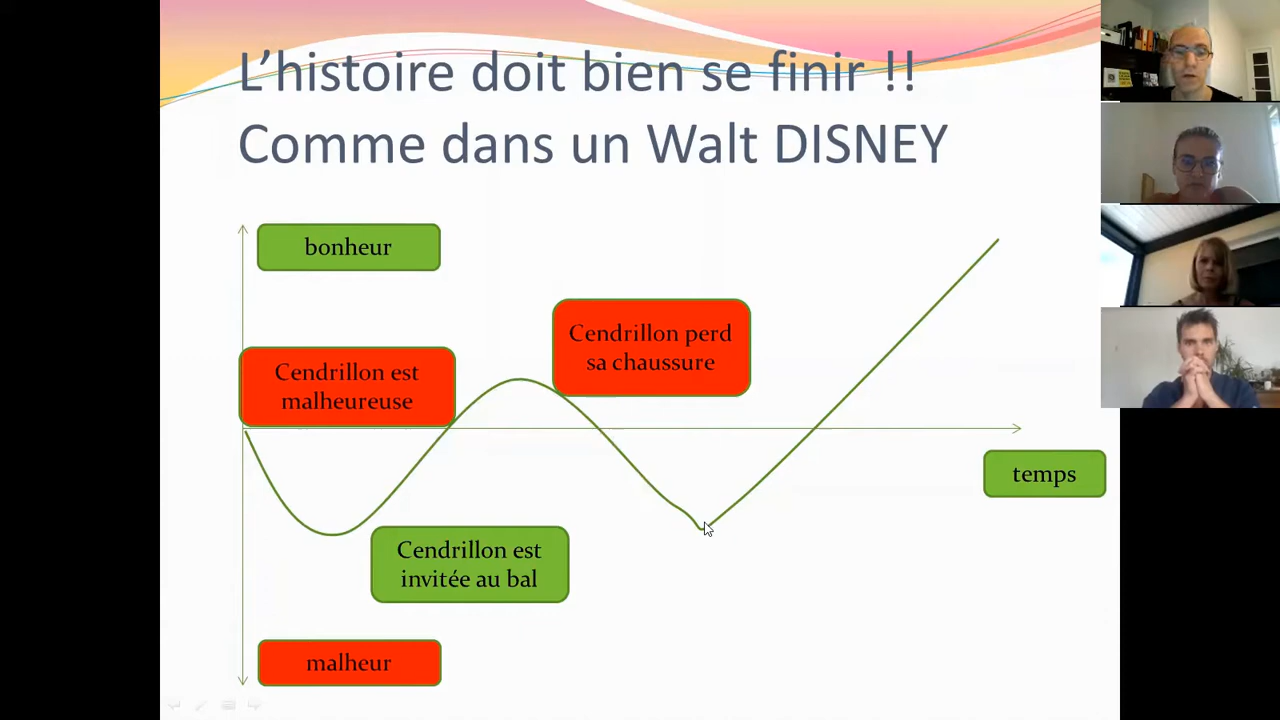 L’histoire doit bien se finir !!
Comme dans un Walt DISNEY
bonheur
Cendrillon perd
sa chaussure
Cendrillon est
malheureuse
temps
Cendrillon est
invitée au bal
malheur